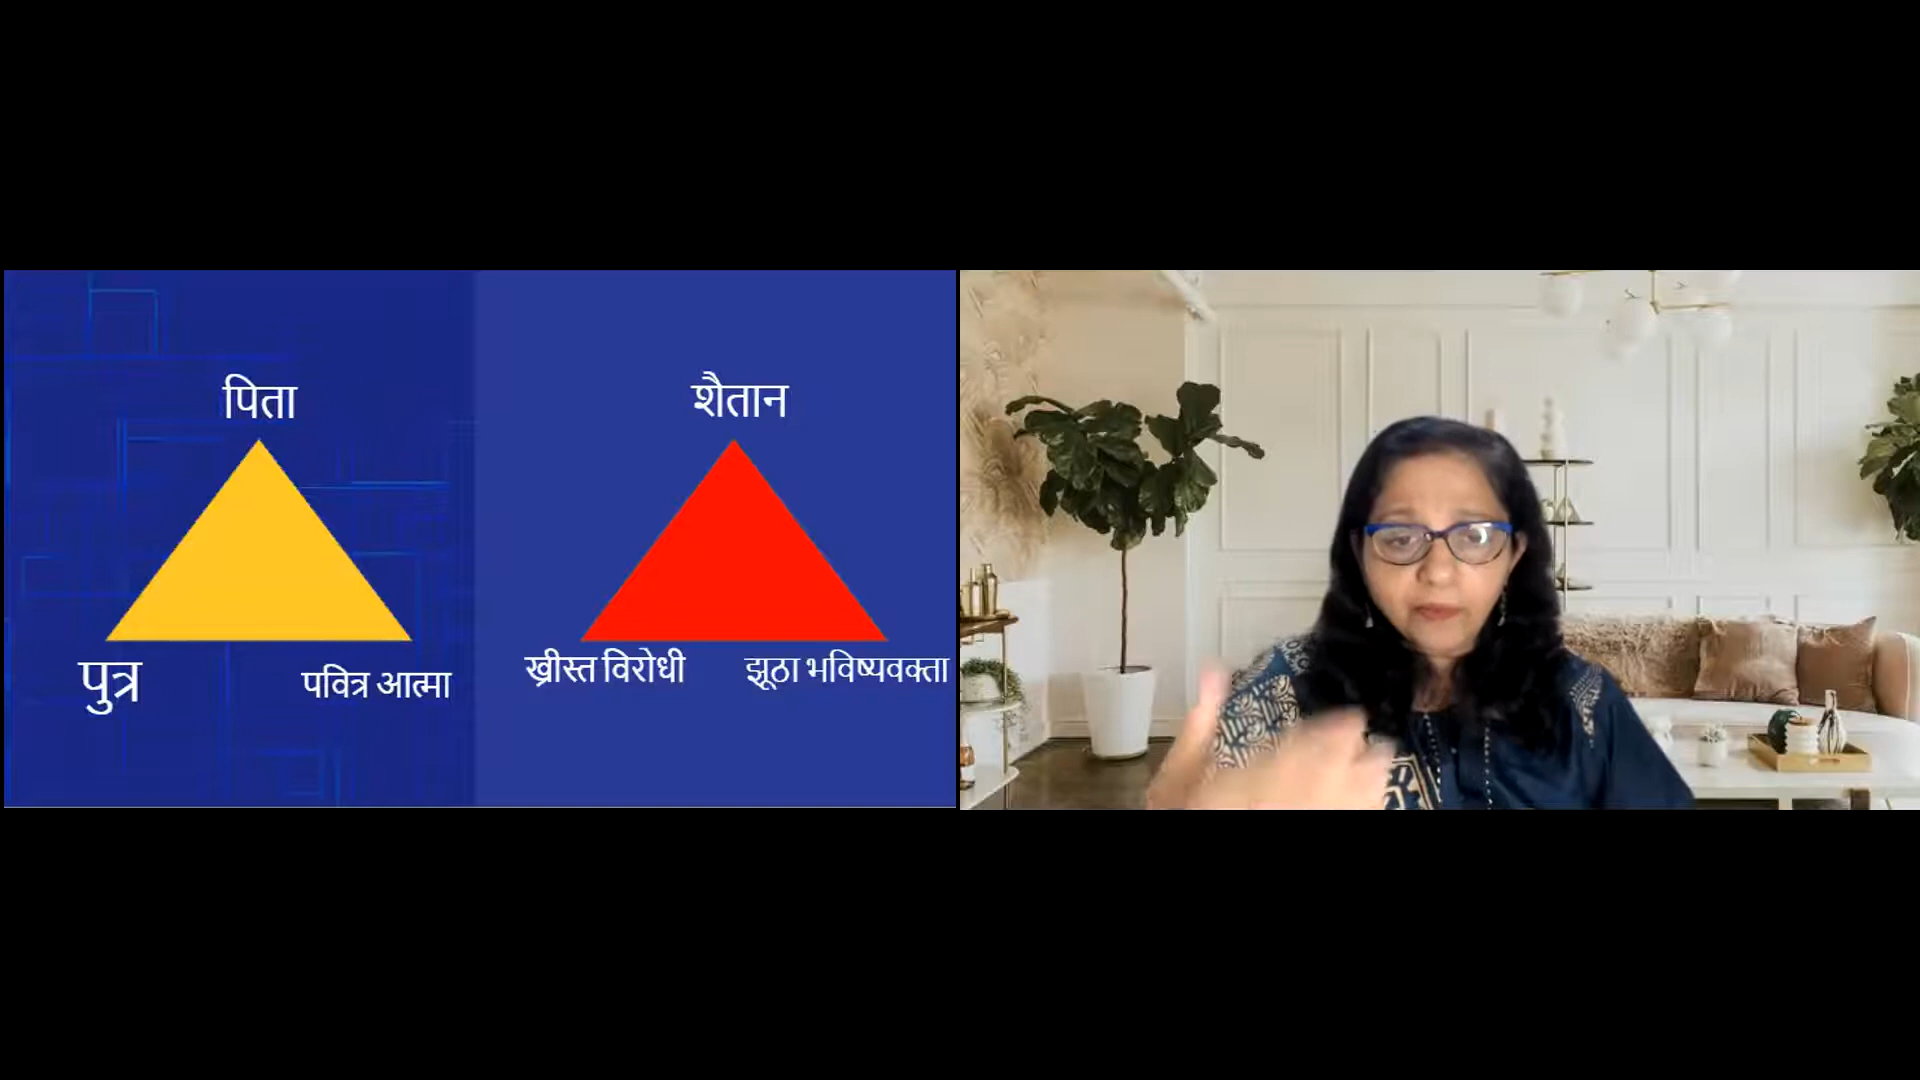 पिता
पुत्र
पवित्र आत्मा
शैतान
ख्रीस्त विरोधी
झूठा भविष्यवक्ता